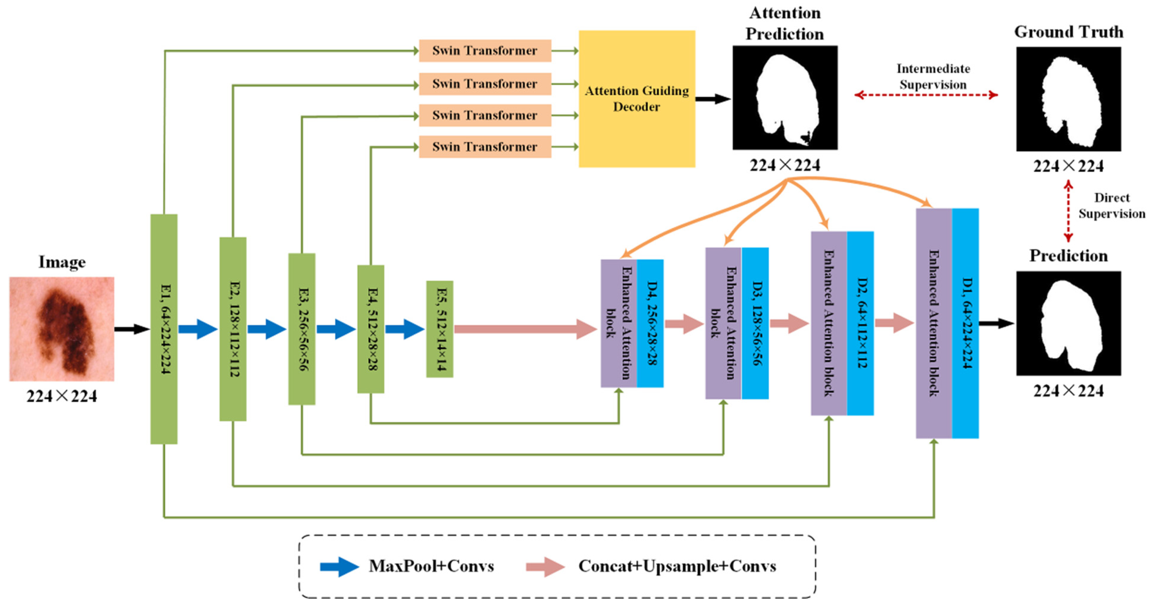 Attention
Prediction
Ground Truth
Swin Transformer
Swin Transformer
Swin Transformer
Swin Transformer
Attention Guiding
Decoder
Intermediate
Supervision
224×224
224×224
Direct
Supervision
Image
224×224
E1, 64×224×224
E2, 128×112×112
E3, 256×56×56
E4, 512×28×28
E5, 512×14×14
Enhanced Attention
block
D4, 256×28×28
Enhanced Attention
block
D3, 128×56×56
Enhanced Attention block
D2, 64×112×112
Enhanced Attention block
D1, 64×224×224
Prediction
224×224
MaxPool+Convs
Concat+Upsample+Convs